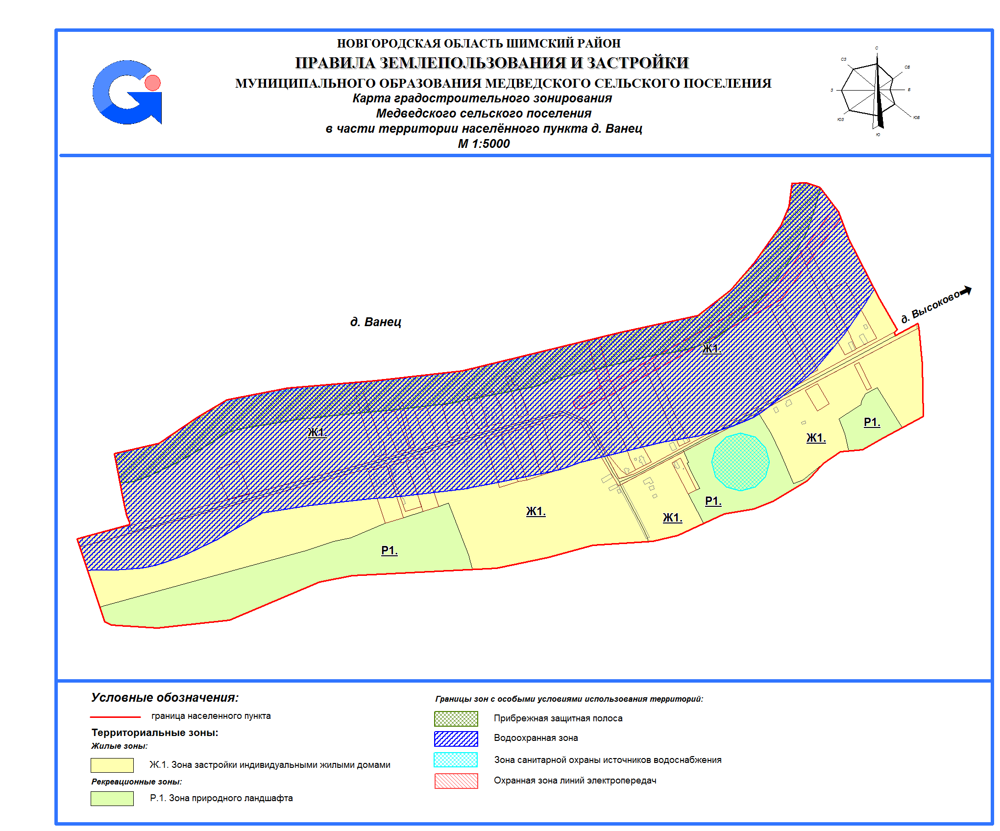 НОВГОРОДСКАЯ ОБЛАСТЬ ШИМСКИЙ РАЙОН
ПРАВИЛА ЗЕМЛЕПОЛЬЗОВАНИЯ И ЗАСТРОЙКИ
МУНИЦИПАЛЬНОГО ОБРАЗОВАНИЯ МЕДВЕДСКОГО СЕЛЬСКОГО ПОСЕЛЕНИЯ
Карта градостроительного зонирования
Медведского сельского поселения
в части территории населённого пункта д. Ванец
М 1:5000
С
СЗ
СВ
З
В
ЮЗ
ЮВ
Ю
д. Высоково
д. Ванец
Ж1.
Ж1.
Р1.
Ж1.
Р1.
Ж1.
Ж1.
Р1.
Условные обозначения:
граница населенного пункта
Территориальные зоны:
Жилые зоны:
Ж.1. Зона застройки индивидуальными жилыми домами
Рекреационные зоны:
Р.1. Зона природного ландшафта
Границы зон с особыми условиями использования территорий:
Прибрежная защитная полоса
Водоохранная зона
Зона санитарной охраны источников водоснабжения
Охранная зона линий электропередач